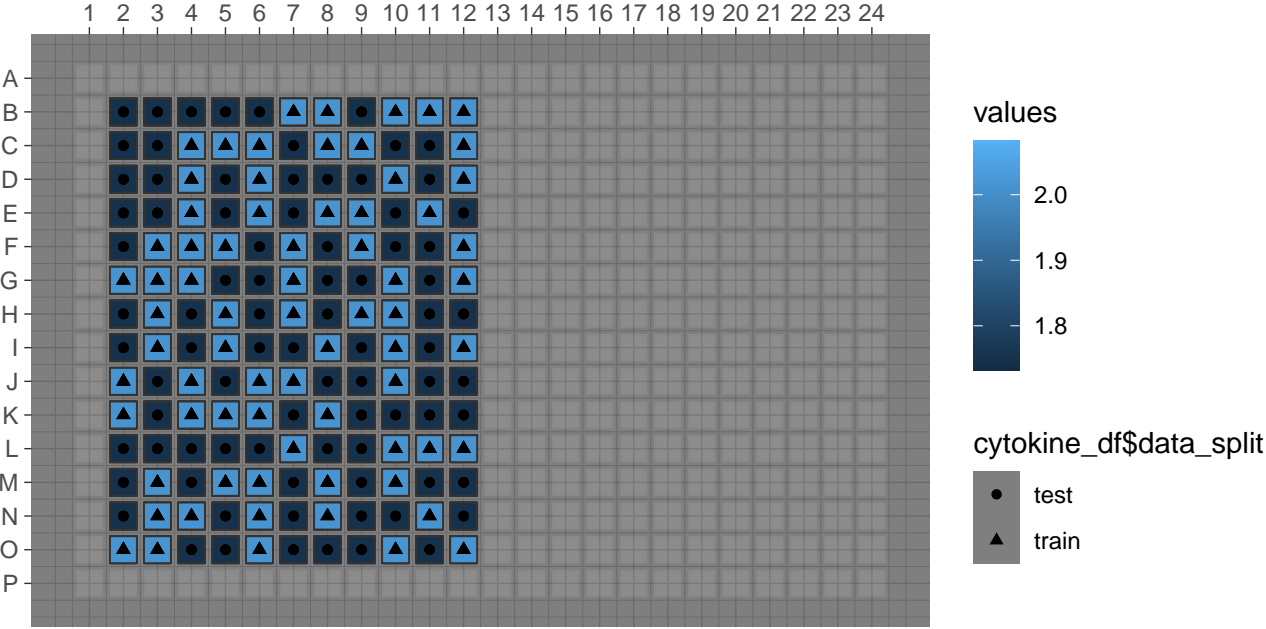 1 2 3 4 5 6 7 8 9 10 11 12 13 14 15 16 17 18 19 20 21 22 23 24
A
B
C
D
E
F
G
H
I
J
K
L
M
N
O
P
values
2.0
1.9
1.8
cytokine_df$data_split
test
train